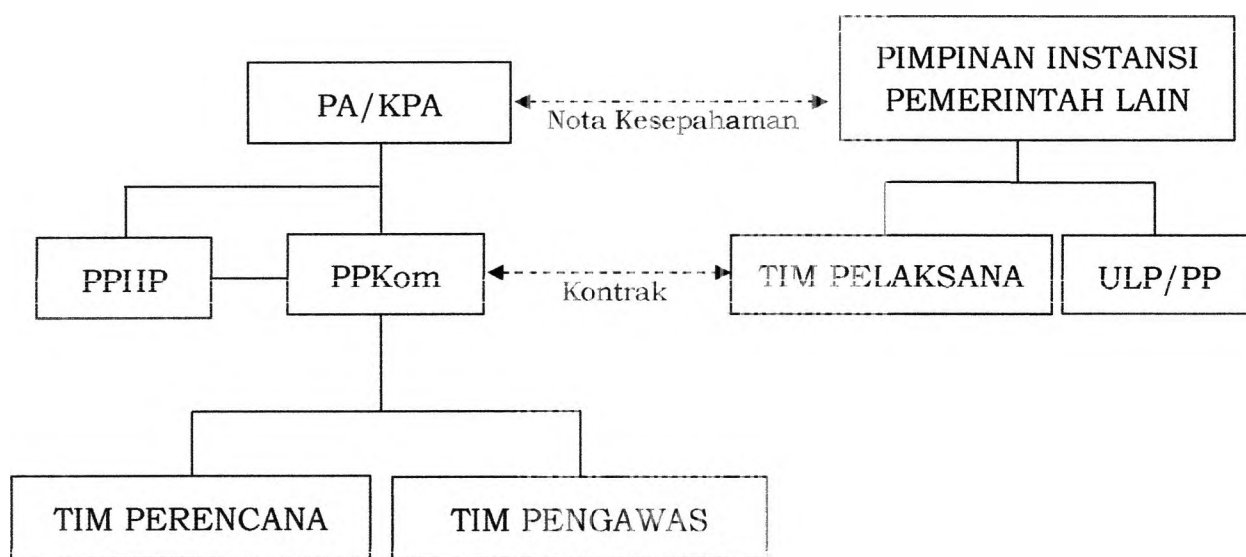 PIMPINAN INSTANSI
PEMERINTAH LAIN
PA/KPA
Nota Kesepahaman
PPHP
PPKom
Kontrak
TIM PELAKSANA
ULP/PP
TIM PERENCANA
TIM PENGAWAS